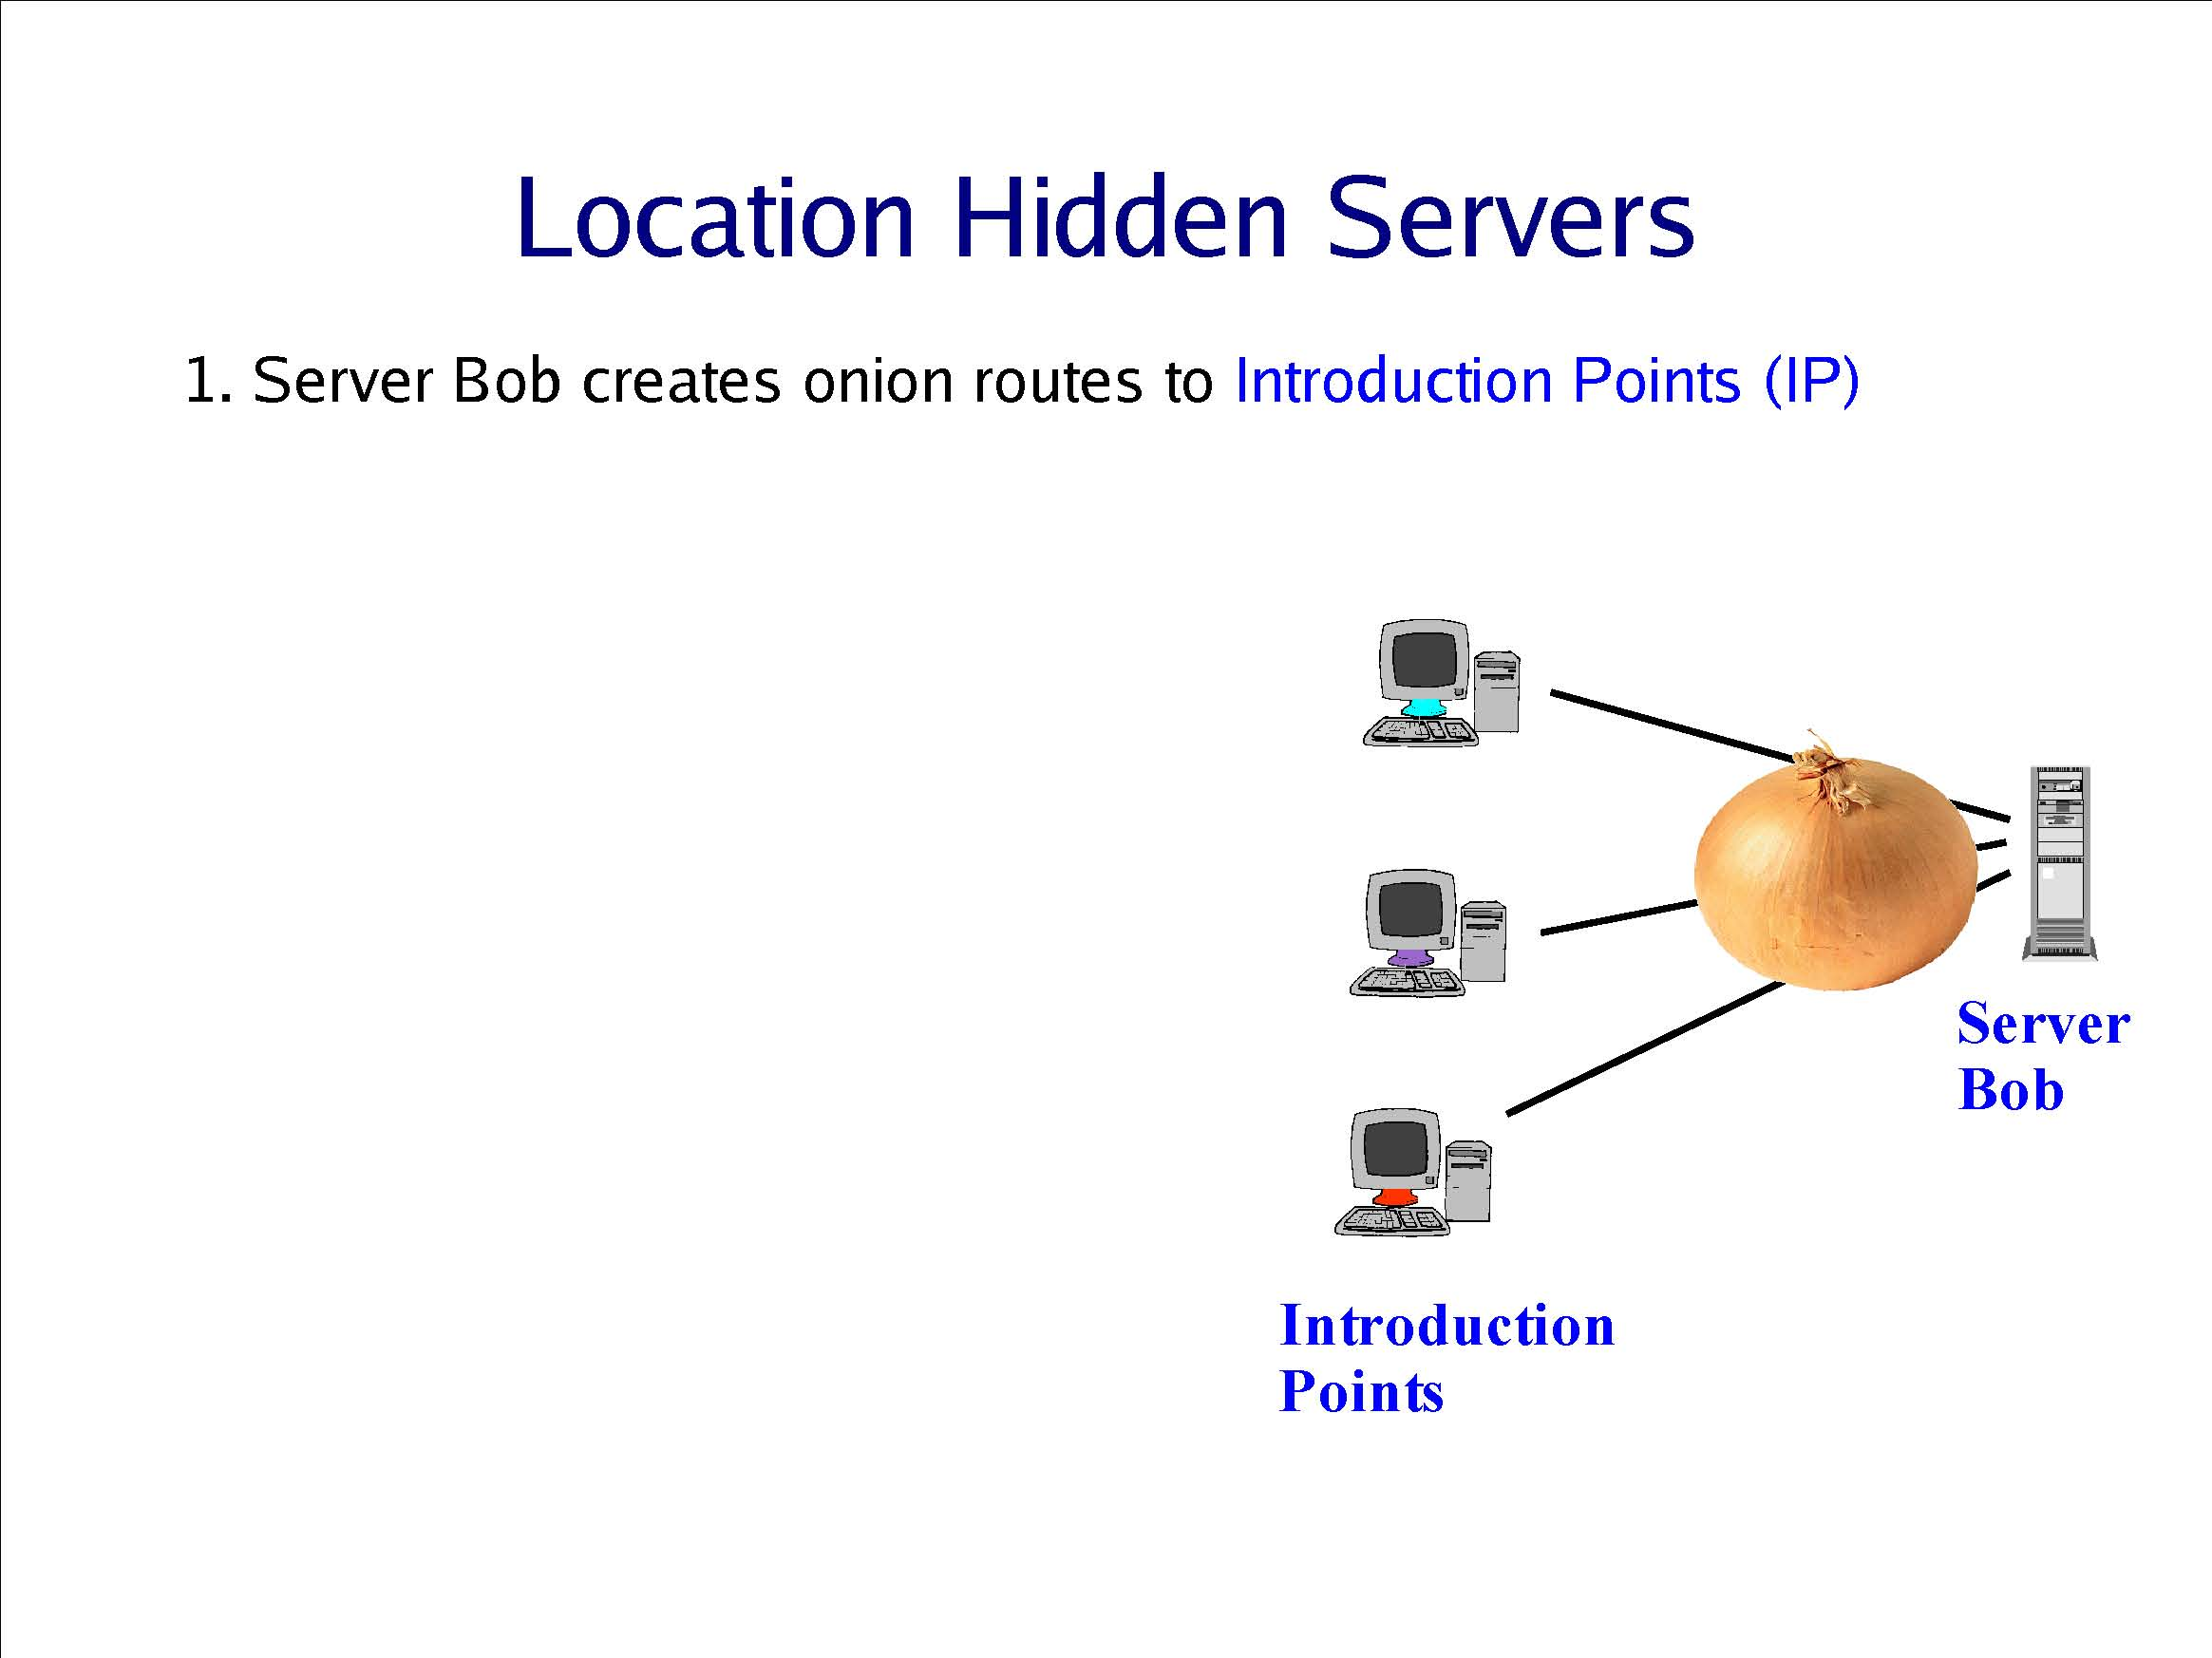 Location Hidden Servers
1. Server Bob creates onion routes to Introduction Points (IP)
Server
Bob
Introduction
Points